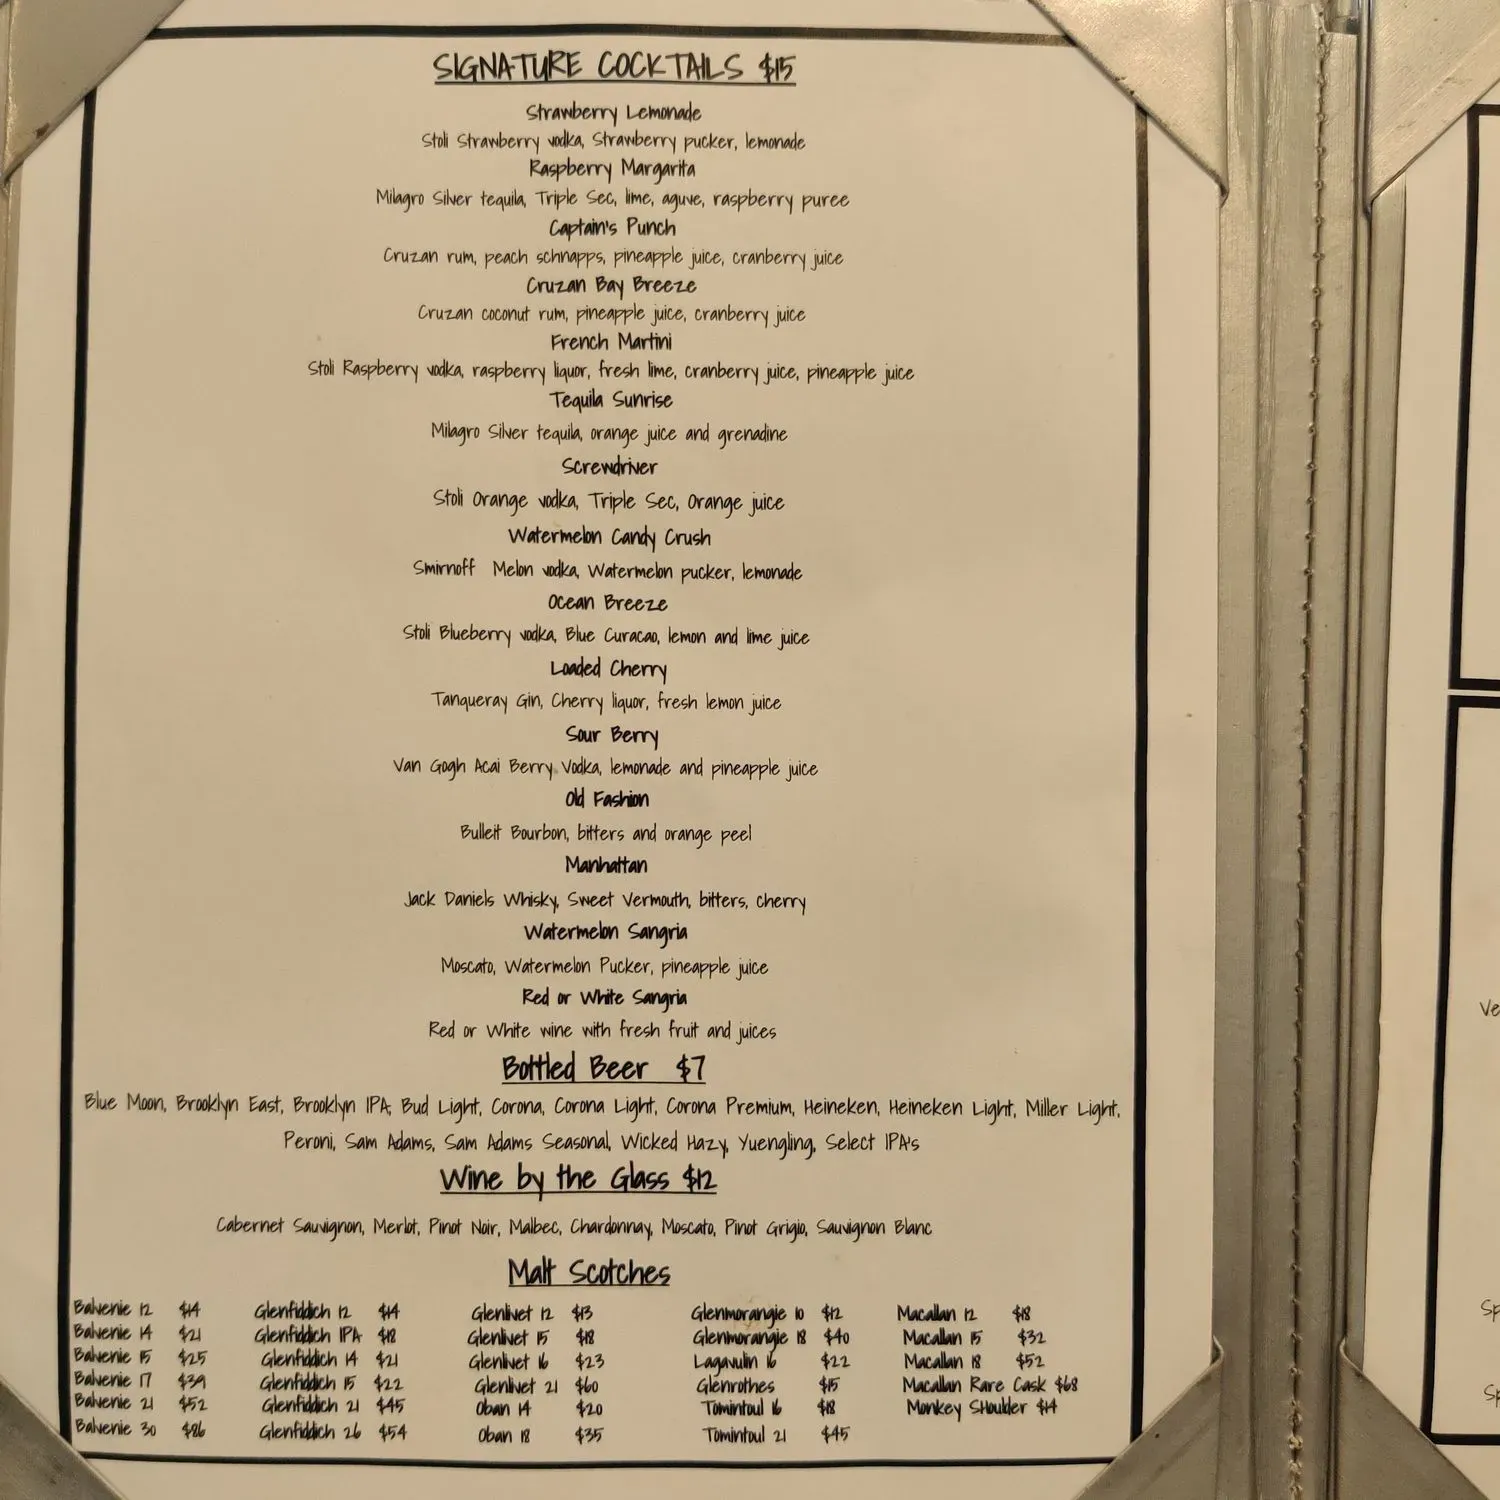 SIGNATURE COCKTAILS $15
Strawberry Lemonade
Stoli Strawberry vodka, Strawberry pucker, lemonade
Raspberry Margarita
Milagro Silver tequila, Triple Sec, lime, aguve, raspberry puree
Captain's Punch
Cruzan rum, peach schnapps, pineapple juice, cranberry juice
Cruzan Bay Breeze
Cruzan coconut rum, pineapple juice, cranberry juice
French Martini
Stoli Raspberry vodka, raspberry liquor, fresh lime, cranberry juice, pineapple juice
Tequila Sunrise
Milagro Silver tequila, orange juice and grenadine
Screwdriver
Stoli Orange vodka, Triple Sec, Orange juice
Watermelon Candy Crush
Smirnoff Melon vodka, Watermelon pucker, lemonade
Ocean Breeze
Stoli Blueberry vodka, Blue Curacao, lemon and lime juice
Loaded Cherry
Tanqueray Gin, Cherry liquor, fresh lemon juice
Sour Berry
Van Gogh Acai Berry Vodka, lemonade and pineapple juice
Old Fashion
Bulleit Bourbon, bitters and orange peel
Manhattan
Jack Daniels Whisky, Sweet Vermouth, bitters, cherry
Watermelon Sangria
Moscato, Watermelon Pucker, pineapple juice
Red or White Sangria
Red or White wine with fresh fruit and juices
Bottled Beer $7
Blue Moon, Brooklyn East, Brooklyn IPA, Bud Light, Corona, Corona Light, Corona Premium, Heineken, Heineken Light, Miller Light,
Peroni, Sam Adams, Sam Adams Seasonal, Wicked Hazy, Yuengling, Select IPA's
Wine by the Glass $12
Cabernet Sauvignon, Merlot, Pinot Noir, Malbec, Chardonnay, Moscato, Pinot Grigio, Sauvignon Blanc
Malt Scotches
Balvenie 12 $14 Glenfiddich 12 $14 Glenlivet 12 $13 Glenmorangie 10 $12 Macallan 12 $18
Balvenie 14 $21 Glenfiddich IPA $18 Glenlivet 15 $18 Glenmorangie 18 $40 Macallan 15 $32
Balvenie 15 $25 Glenfiddich 14 $21 Glenlivet 16 $23 Lagavulin 16 $22 Macallan 18 $52
Balvenie 17 $39 Glenfiddich 15 $22 Glenlivet 21 $60 Glenrothes $15 Macallan Rare Cask $68
Balvenie 21 $52 Glenfiddich 21 $45 Oban 14 $20 Tomintoul 16 $18 Monkey SHoulder $14
Balvenie 30 $86 Glenfiddich 26 $54 Oban 18 $35 Tomintoul 21 $45